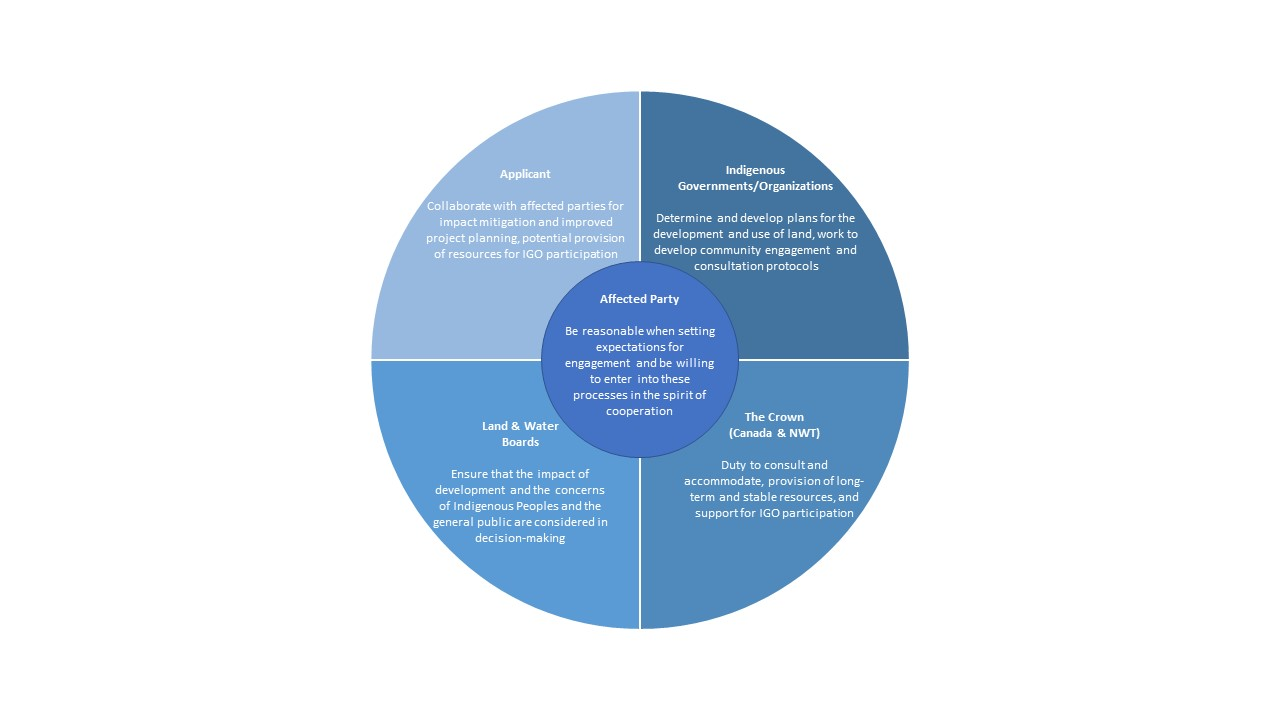 Applicant
Collaborate with affected parties for
impact mitigation and improved
project planning, potential provision
of resources for IGO participation
Indigenous
Governments/Organizations
Determine and develop plans for the
development and use of land, work to
develop community engagement and
consultation protocols
Affected Party
Be reasonable when setting
expectations for
engagement and be willing
to enter into these
processes in the spirit of
cooperation
Land & Water
Boards
Ensure that the impact of
development and the concerns
of Indigenous Peoples and the
general public are considered in
decision-making
The Crown
(Canada & NWT)
Duty to consult and
accommodate, provision of long-
term and stable resources, and
support for IGO participation